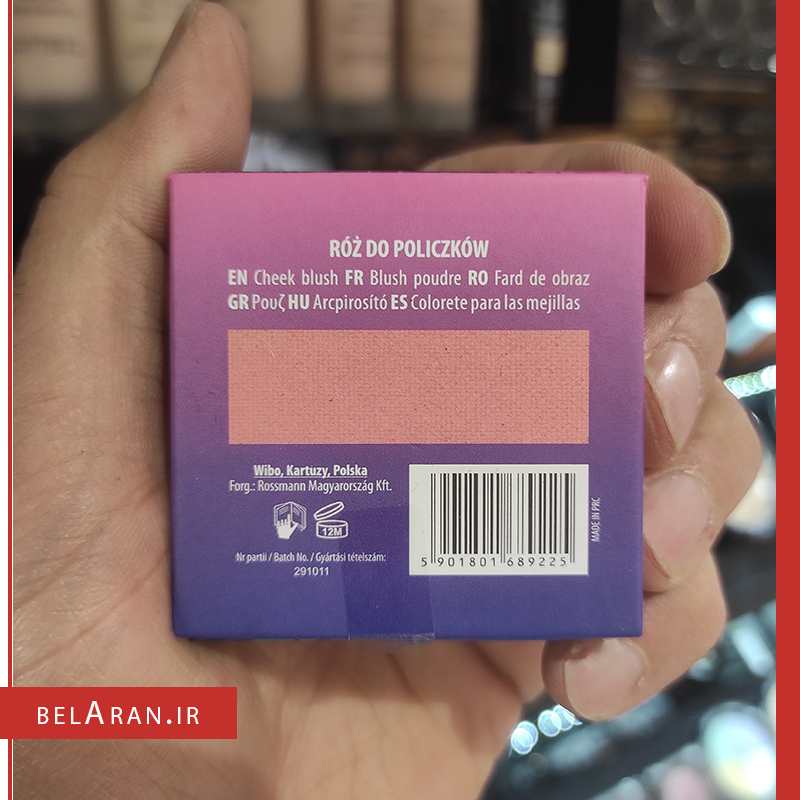 RÓŻ DO POLICZKÓW
EN Cheek blush FR Blush poudre RO Fard de obraz
GR Ρουζ HU Arcpirosító ES Colorete para las mejillas
Wibo, Kartuzy, Polska
Forg.: Rossmann Magyarország Kft.
12M
Nr partii / Batch No. / Gyártási tételszám:
291011
5 901801 689225
MADE IN PRC
BELARAN.IR